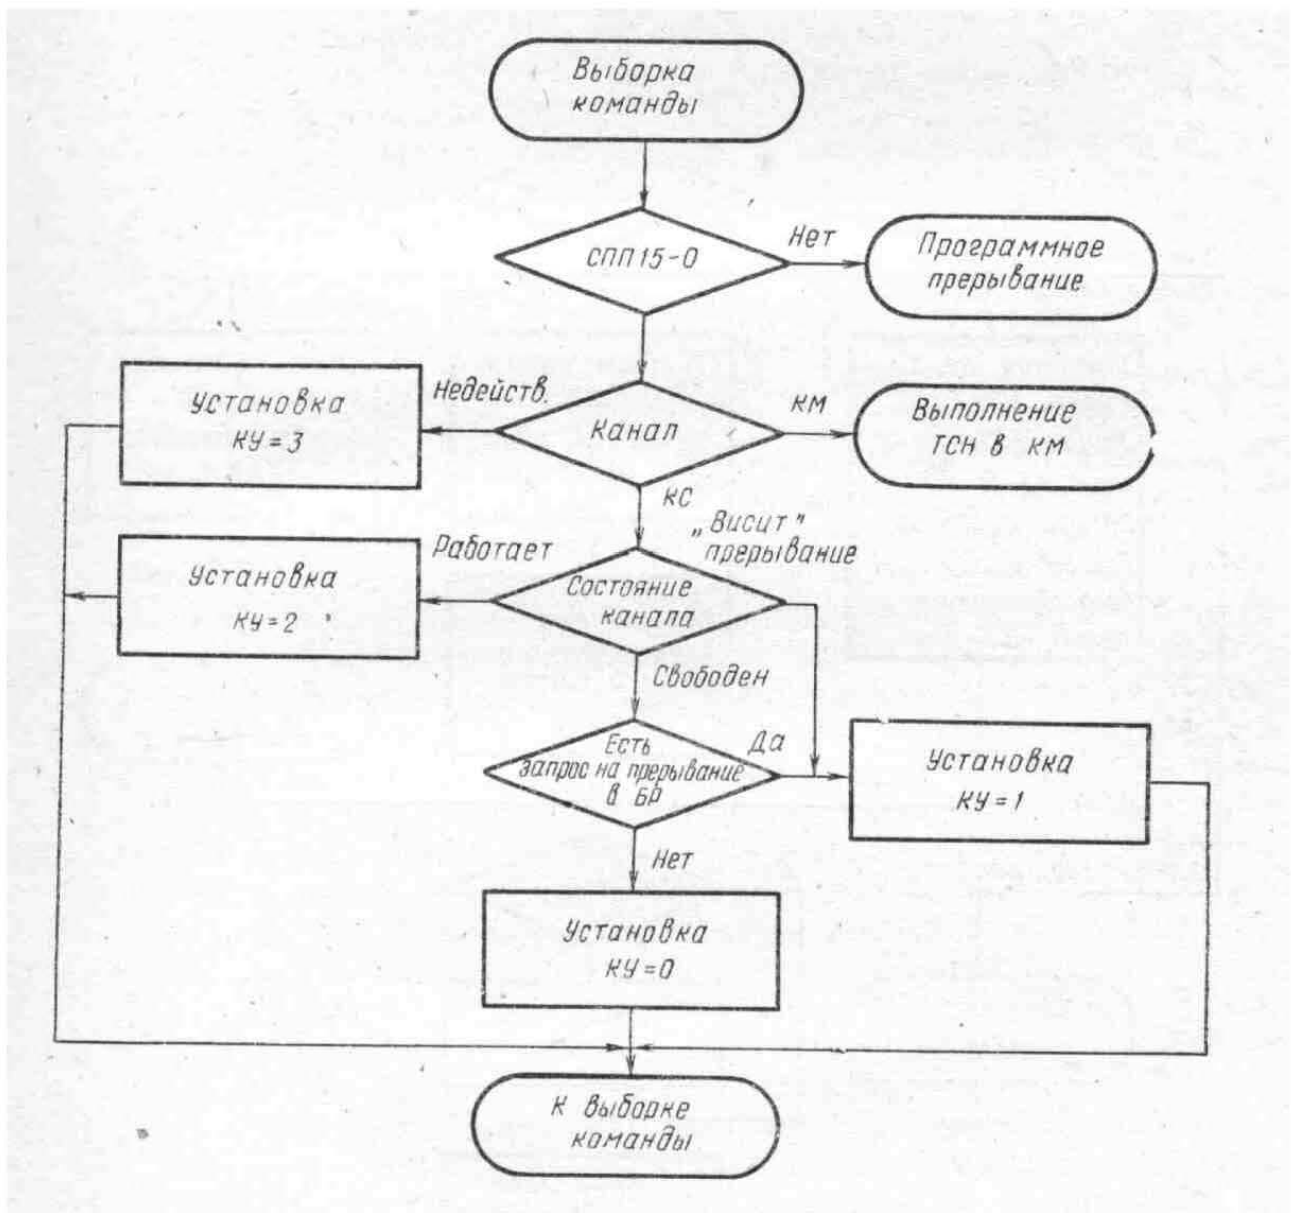 Выборка
команды
СПП15-0
Нет
Программное
прерывание
Недейств.
Установка
КУ=3
Канал
КМ
Выполнение
ТСН в КМ
КС
„Висит"
прерывание
Работает
Установка
КУ=2
Состояние
канала
Свободен
Есть
запрос на прерывание
в БР
Да
Установка
КУ=1
Нет
Установка
КУ=0
К выборке
команды